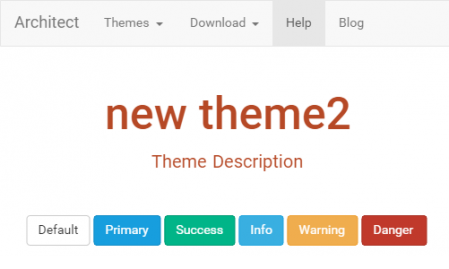 Architect Themes Download Help Blog
new theme2
Theme Description
Default Primary Success Info Warning Danger